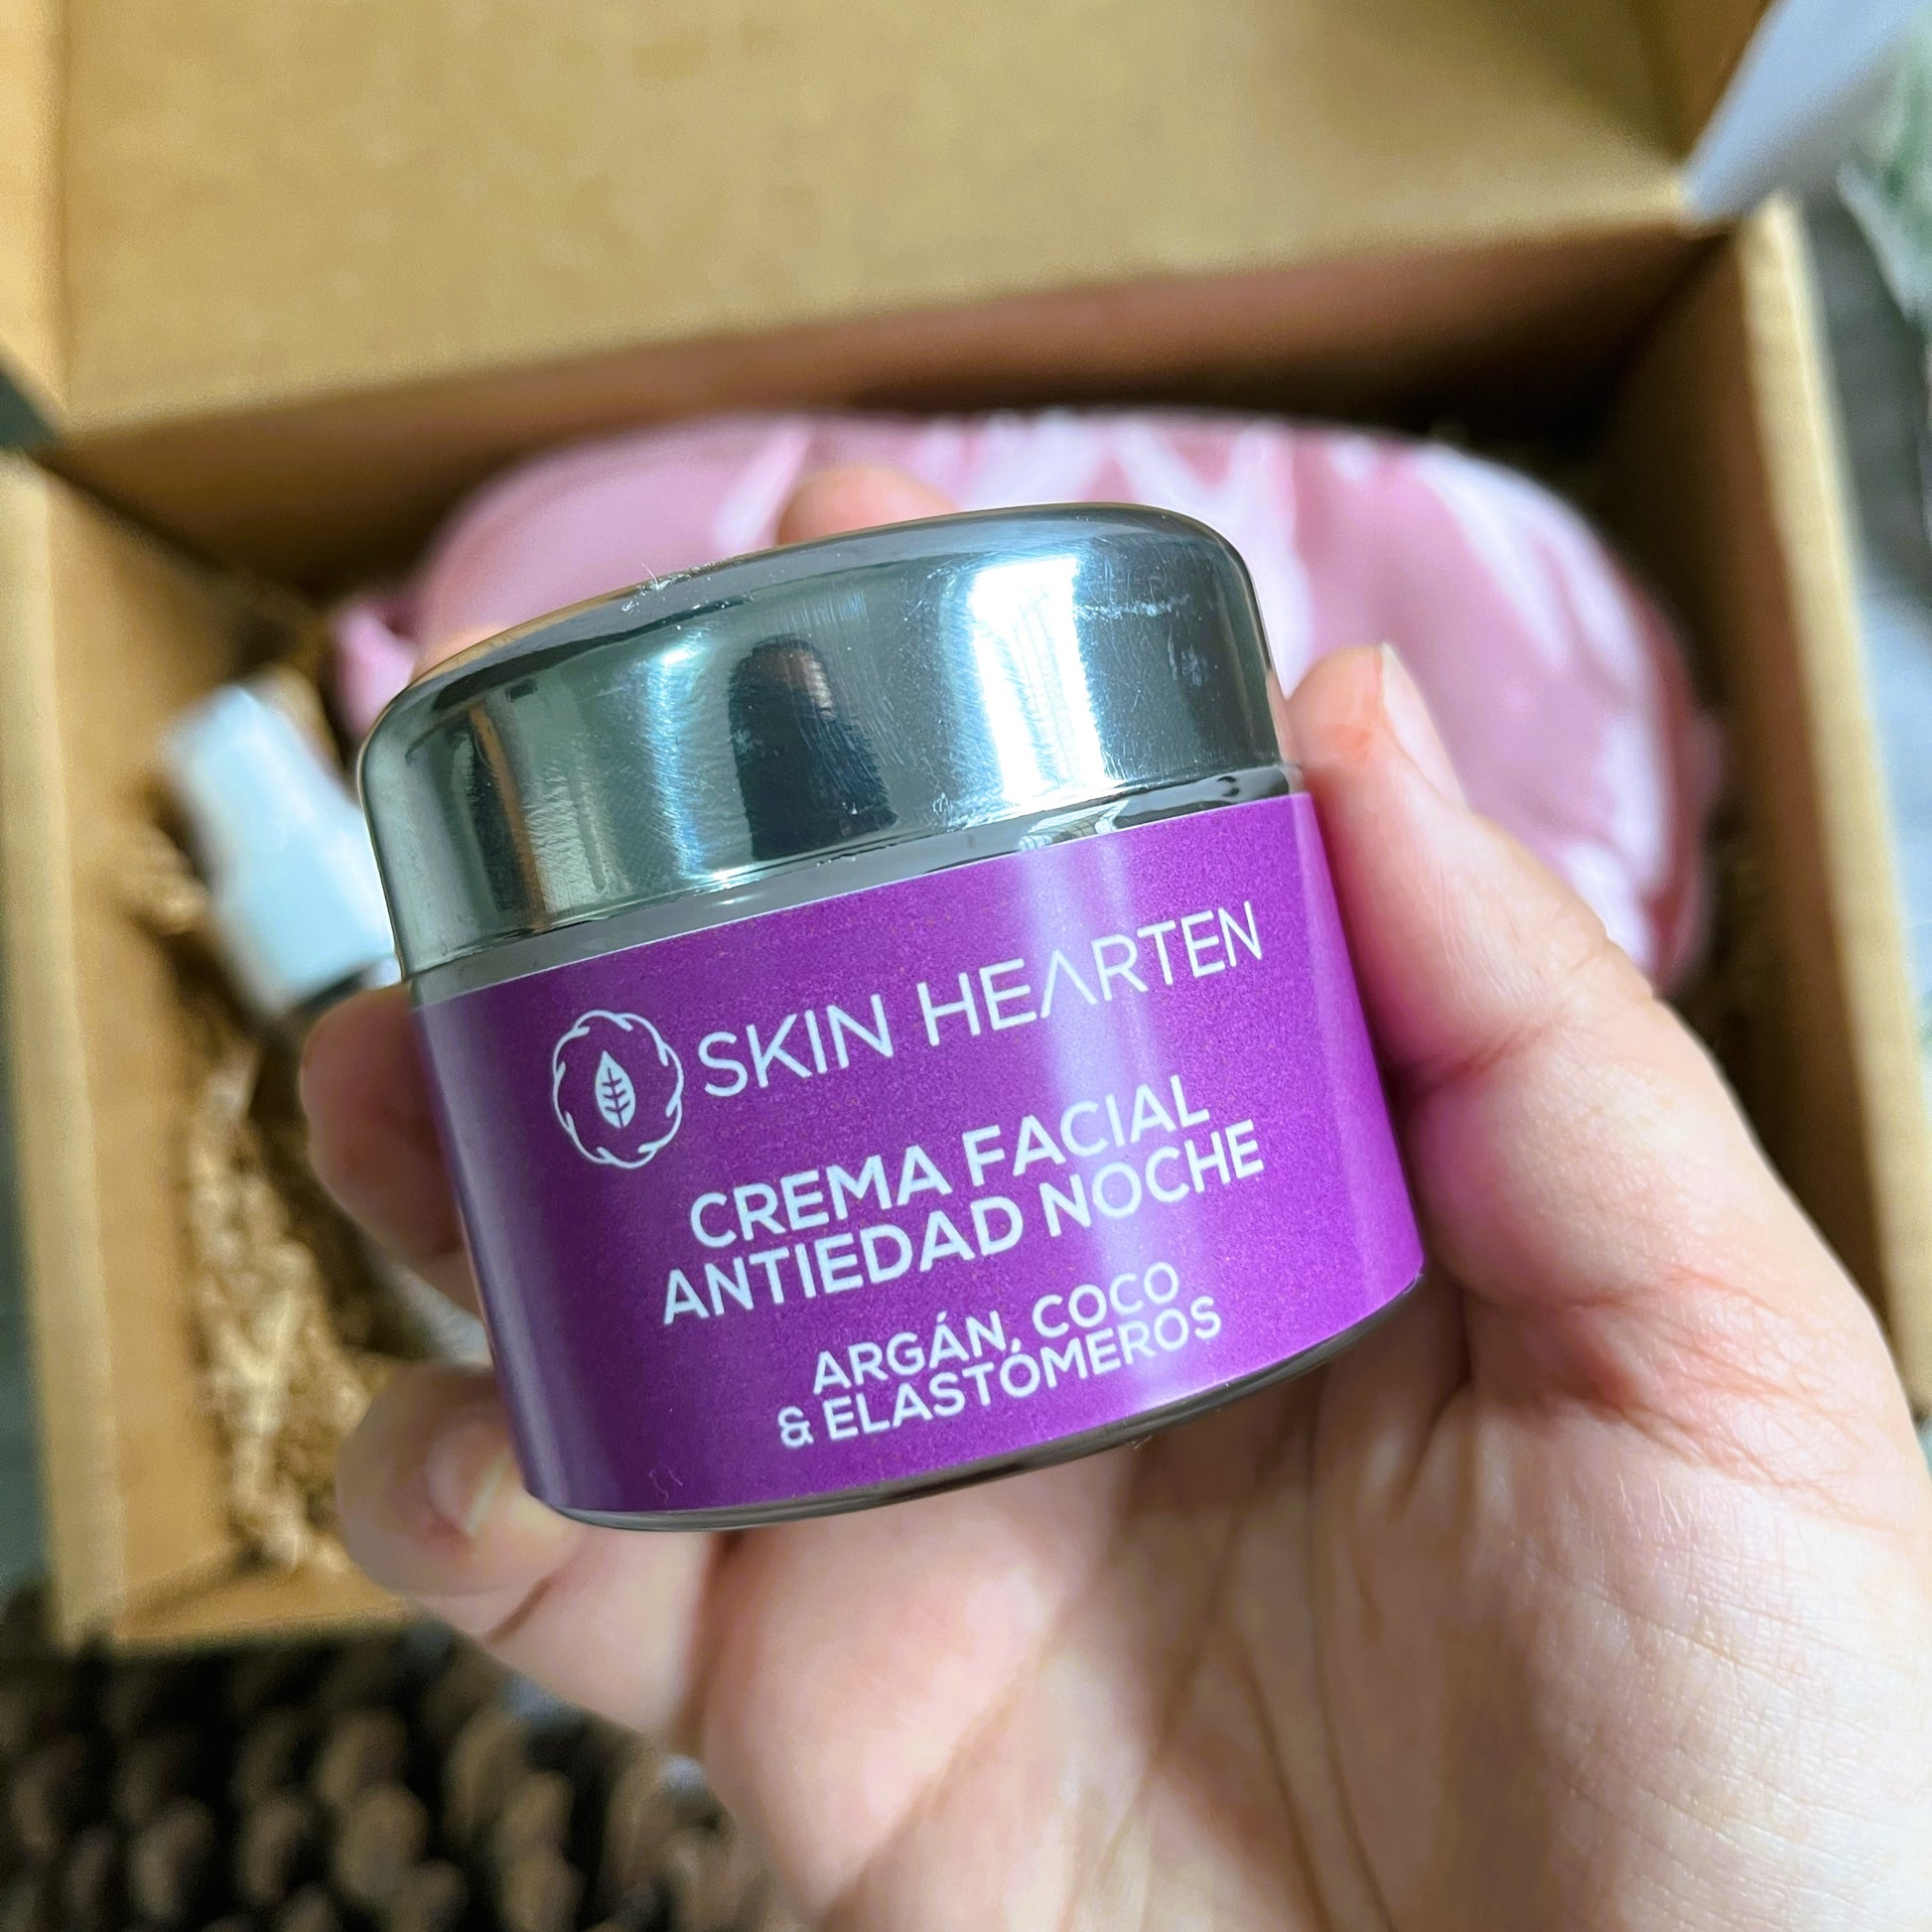 SKIN HEARTEN
CREMA FACIAL
ANTIEDAD NOCHE
ARGÁN, COCO
& ELASTÓMEROS